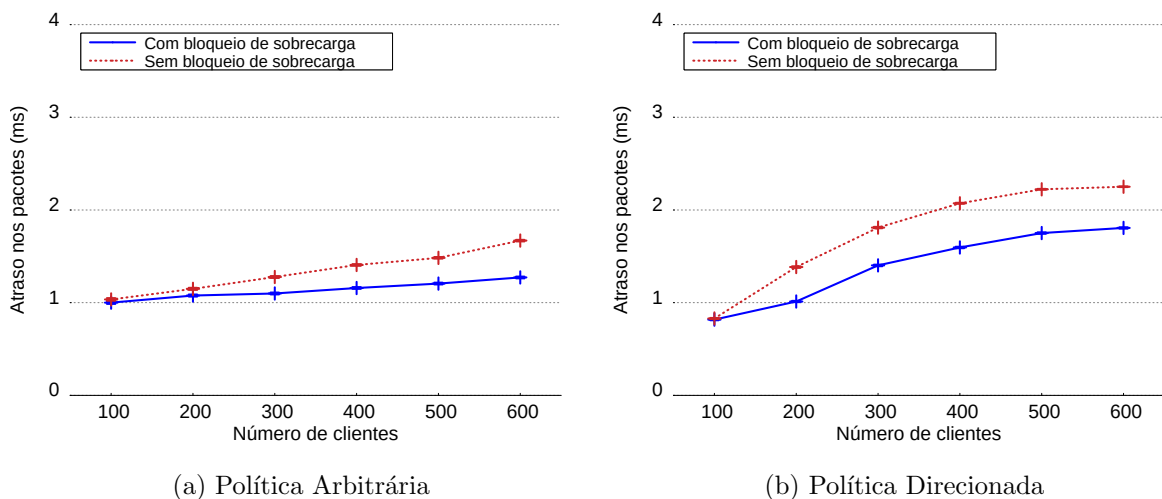 4
3
2
1
0
Atraso nos pacotes (ms)
Com bloqueio de sobrecarga
Sem bloqueio de sobrecarga
100 200 300 400 500 600
Número de clientes
(a) Política Arbitrária
4
3
2
1
0
Atraso nos pacotes (ms)
Com bloqueio de sobrecarga
Sem bloqueio de sobrecarga
100 200 300 400 500 600
Número de clientes
(b) Política Direcionada